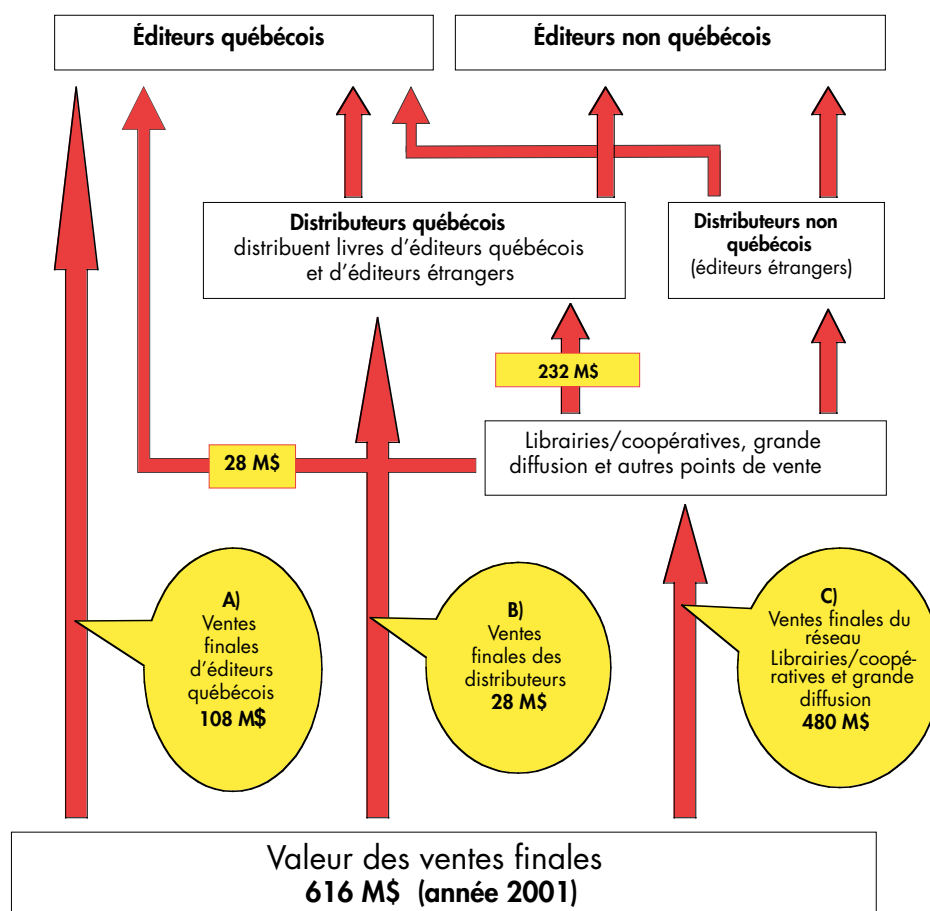 Éditeurs québécois
Éditeurs non québécois
Distributeurs québécois
distribuent livres d'éditeurs québécois
et d'éditeurs étrangers
Distributeurs non
québécois
(éditeurs étrangers)
232 M$
Librairies/coopératives, grande
diffusion et autres points de vente
28 M$
A)
Ventes
finales
d'éditeurs
québécois
108 M$
B)
Ventes
finales des
distributeurs
28 M$
C)
Ventes finales du
réseau
Librairies/coopé-
ratives et grande
diffusion
480 M$
Valeur des ventes finales
616 M$ (année 2001)